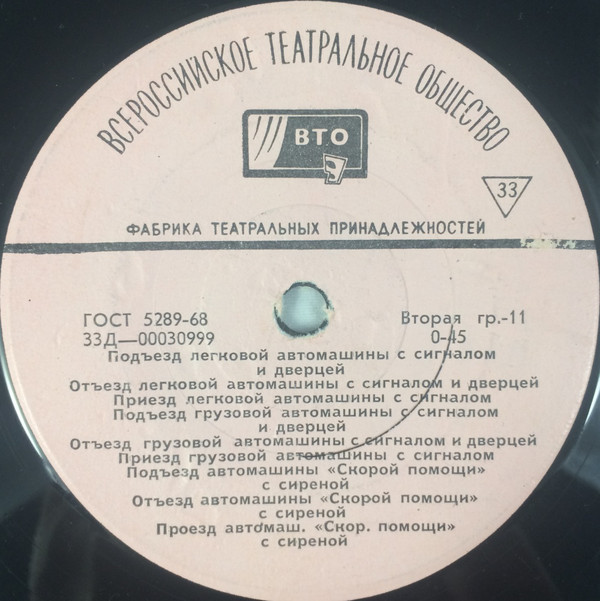 ВСЕРОССИЙСКОЕ ТЕАТРАЛЬНОЕ ОБЩЕСТВО
ВТО
33
ФАБРИКА ТЕАТРАЛЬНЫХ ПРИНАДЛЕЖНОСТЕЙ
ГОСТ 5289-68 Вторая гр.-11
33Д—00030999 0-45
Подъезд легковой автомашины с сигналом
и дверцей
Отъезд легковой автомашины с сигналом и дверцей
Приезд легковой автомашины с сигналом
Подъезд грузовой автомашины с сигналом
и дверцей
Отъезд грузовой автомашины с сигналом и дверцей
Приезд грузовой автомашины с сигналом
Подъезд автомашины «Скорой помощи»
с сиреной
Отъезд автомашины «Скорой помощи»
с сиреной
Проезд автомаш. «Скор. помощи»
с сиреной